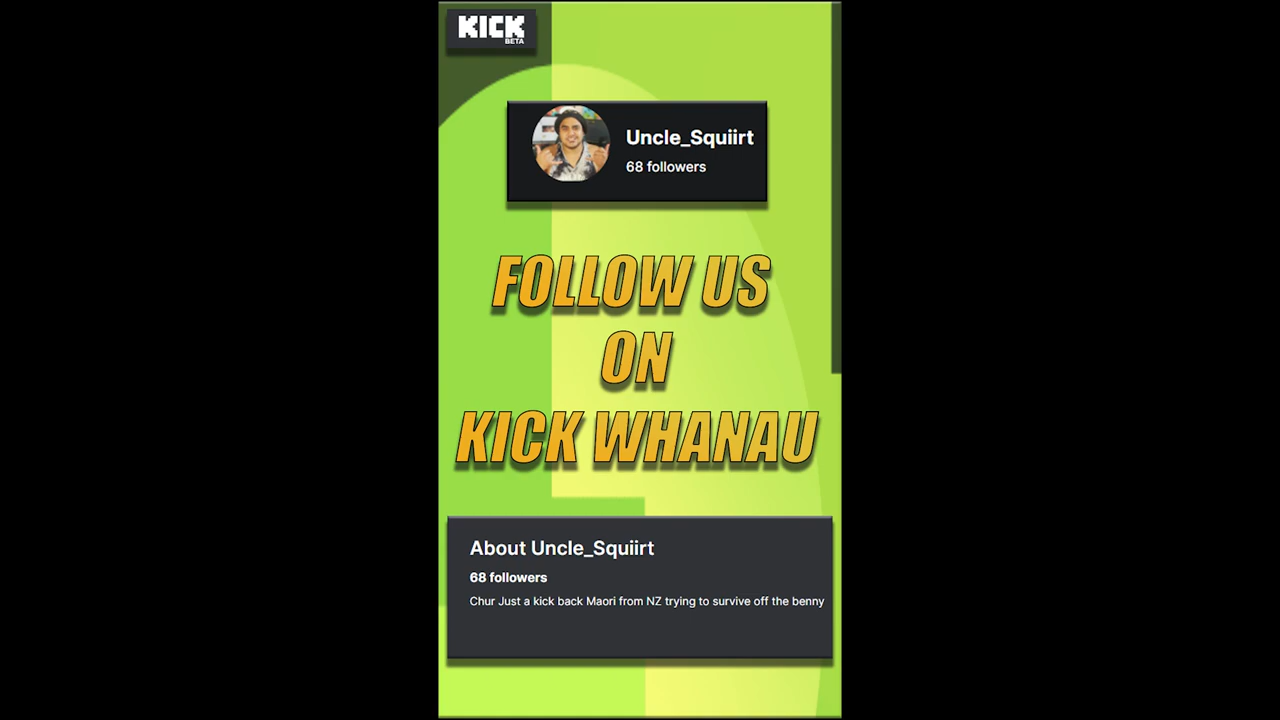 KICK
BETA
Uncle_Squiirt
68 followers
FOLLOW US
ON
KICK WHANAU
About Uncle_Squiirt
68 followers
Chur Just a kick back Maori from NZ trying to survive off the benny